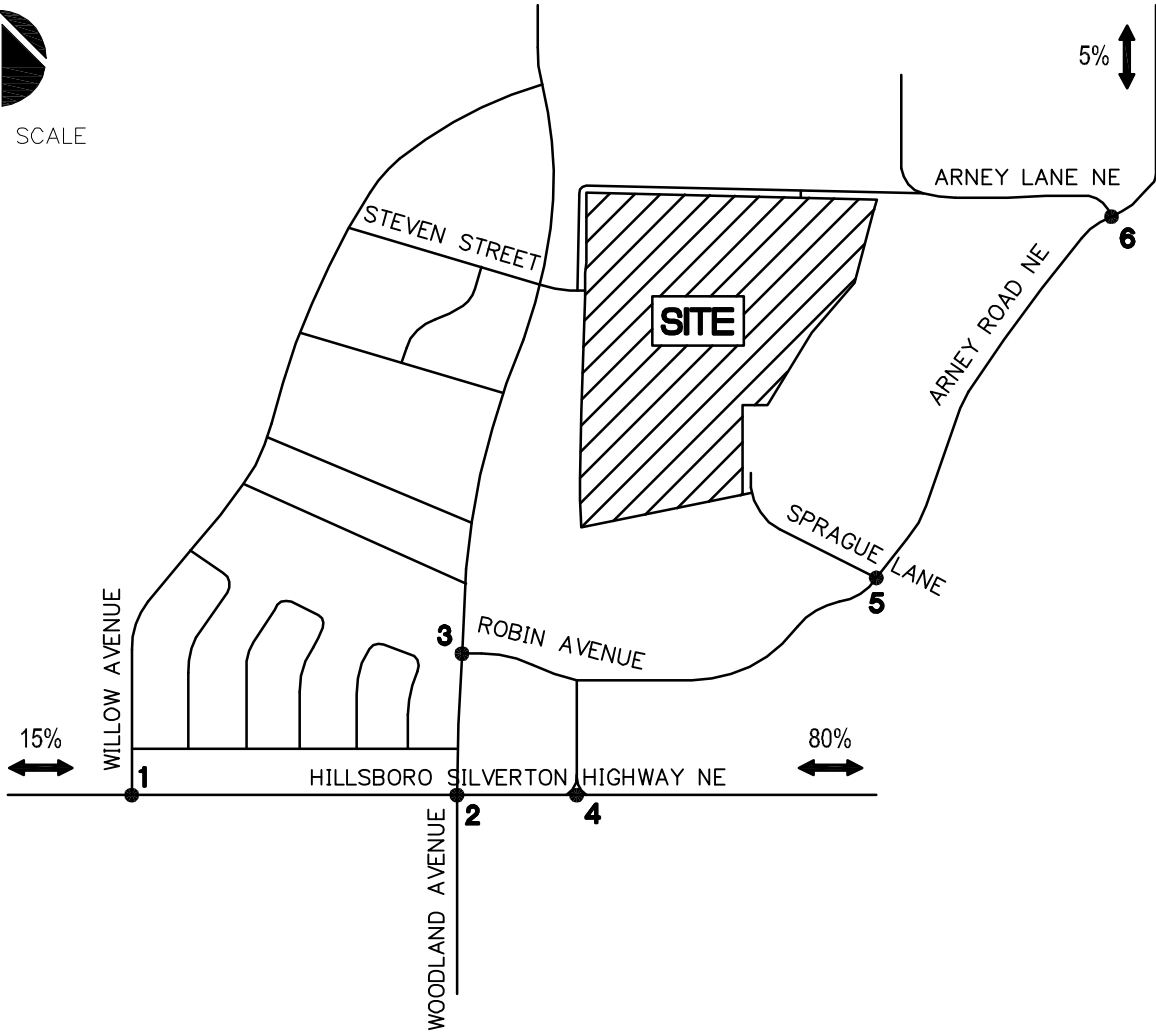 5%
SCALE
ARNEY LANE NE
6
STEVEN STREET
SITE
ARNEY ROAD NE
SPRAGUE LANE
5
3
ROBIN AVENUE
WILLOW AVENUE
15%
80%
1
HILLSBORO SILVERTON HIGHWAY NE
2
4
WOODLAND AVENUE